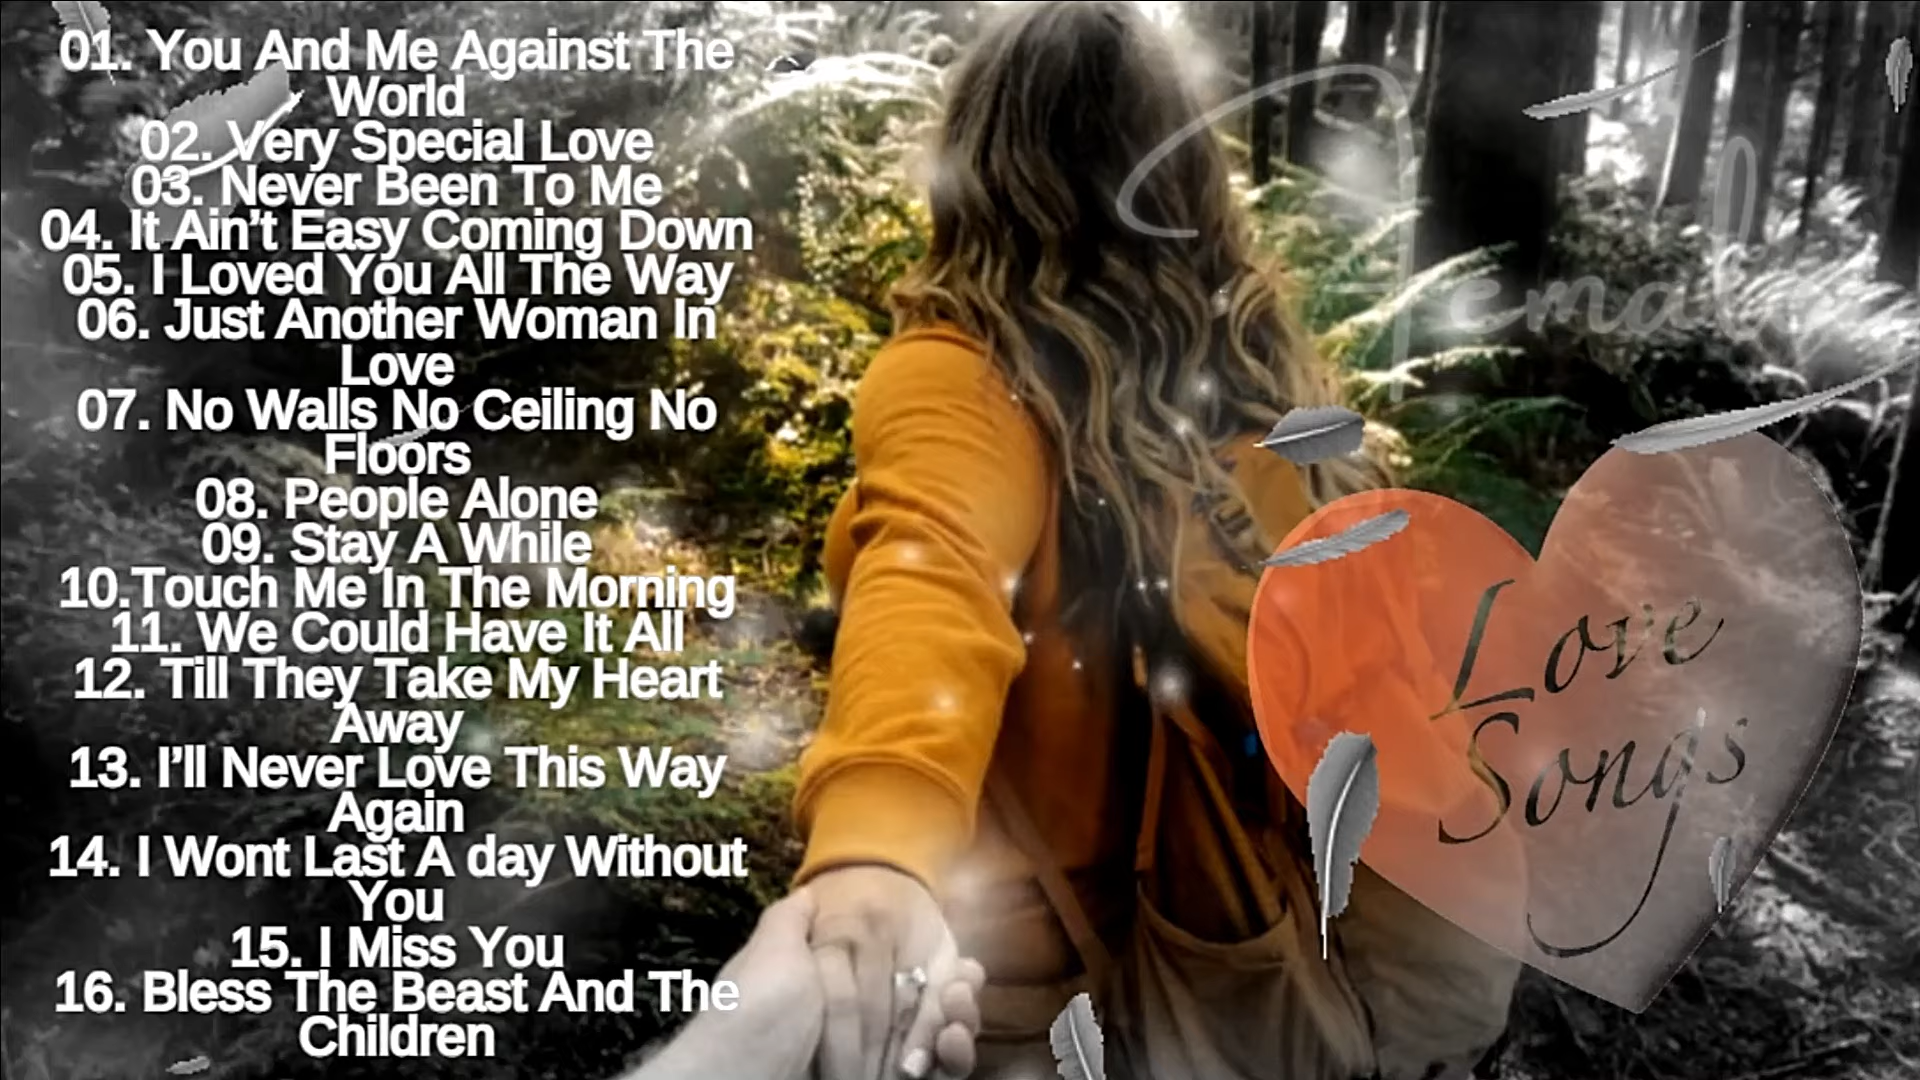 01. You And Me Against The
World
02. Very Special Love
03. Never Been To Me
04. It Ain’t Easy Coming Down
05. I Loved You All The Way
06. Just Another Woman In
Love
07. No Walls No Ceiling No
Floors
08. People Alone
09. Stay A While
10.Touch Me In The Morning
11. We Could Have It All
12. Till They Take My Heart
Away
13. I’ll Never Love This Way
Again
14. I Wont Last A day Without
You
15. I Miss You
16. Bless The Beast And The
Children
Female
Love
Songs